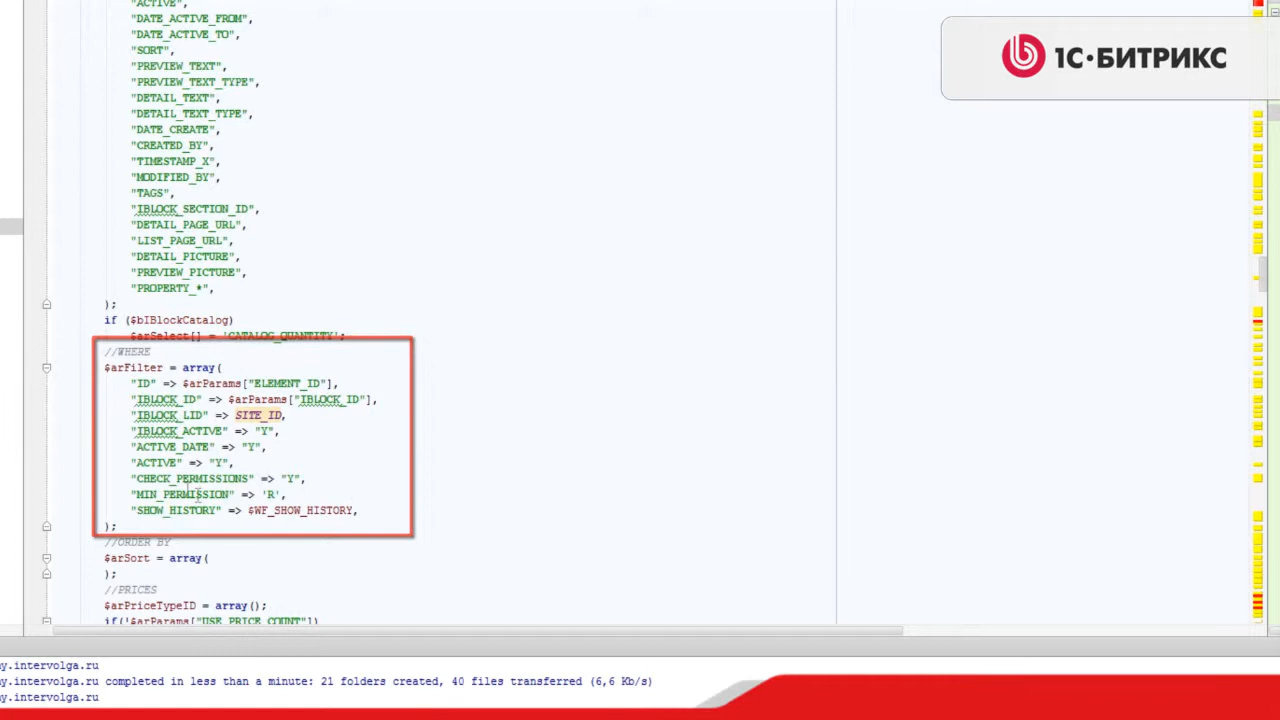 "ACTIVE",
"DATE_ACTIVE_FROM",
"DATE_ACTIVE_TO",
"SORT",
"PREVIEW_TEXT",
"PREVIEW_TEXT_TYPE",
"DETAIL_TEXT",
"DETAIL_TEXT_TYPE",
"DATE_CREATE",
"CREATED_BY",
"TIMESTAMP_X",
"MODIFIED_BY",
"TAGS",
"IBLOCK_SECTION_ID",
"DETAIL_PAGE_URL",
"LIST_PAGE_URL",
"DETAIL_PICTURE",
"PREVIEW_PICTURE",
"PROPERTY_*",
);
if ($bIBlockCatalog)
$arSelect[] = 'CATALOG_QUANTITY';
//WHERE
$arFilter = array(
"ID" => $arParams["ELEMENT_ID"],
"IBLOCK_ID" => $arParams["IBLOCK_ID"],
"IBLOCK_LID" => SITE_ID,
"IBLOCK_ACTIVE" => "Y",
"ACTIVE_DATE" => "Y",
"ACTIVE" => "Y",
"CHECK_PERMISSIONS" => "Y",
"MIN_PERMISSION" => 'R',
"SHOW_HISTORY" => $WF_SHOW_HISTORY,
);
//ORDER BY
$arSort = array(
);
//PRICES
$arPriceTypeID = array();
if(!$arParams["USE_PRICE_COUNT"])
1С·БИТРИКС
y.intervolga.ru
y.intervolga.ru completed in less than a minute: 21 folders created, 40 files transferred (6,6 Kb/s)
y.intervolga.ru